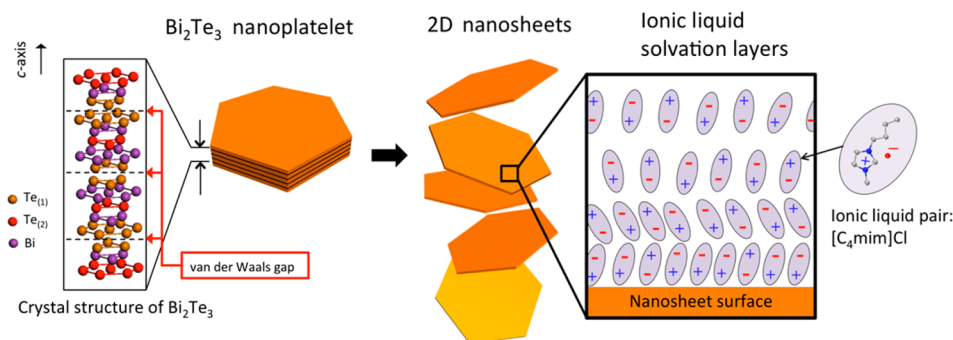 Bi₂Te₃ nanoplatelet
2D nanosheets
Ionic liquid
solvation layers
c-axis
Te₍₁₎
Te₍₂₎
Bi
van der Waals gap
Crystal structure of Bi₂Te₃
Nanosheet surface
Ionic liquid pair:
[C₄mim]Cl